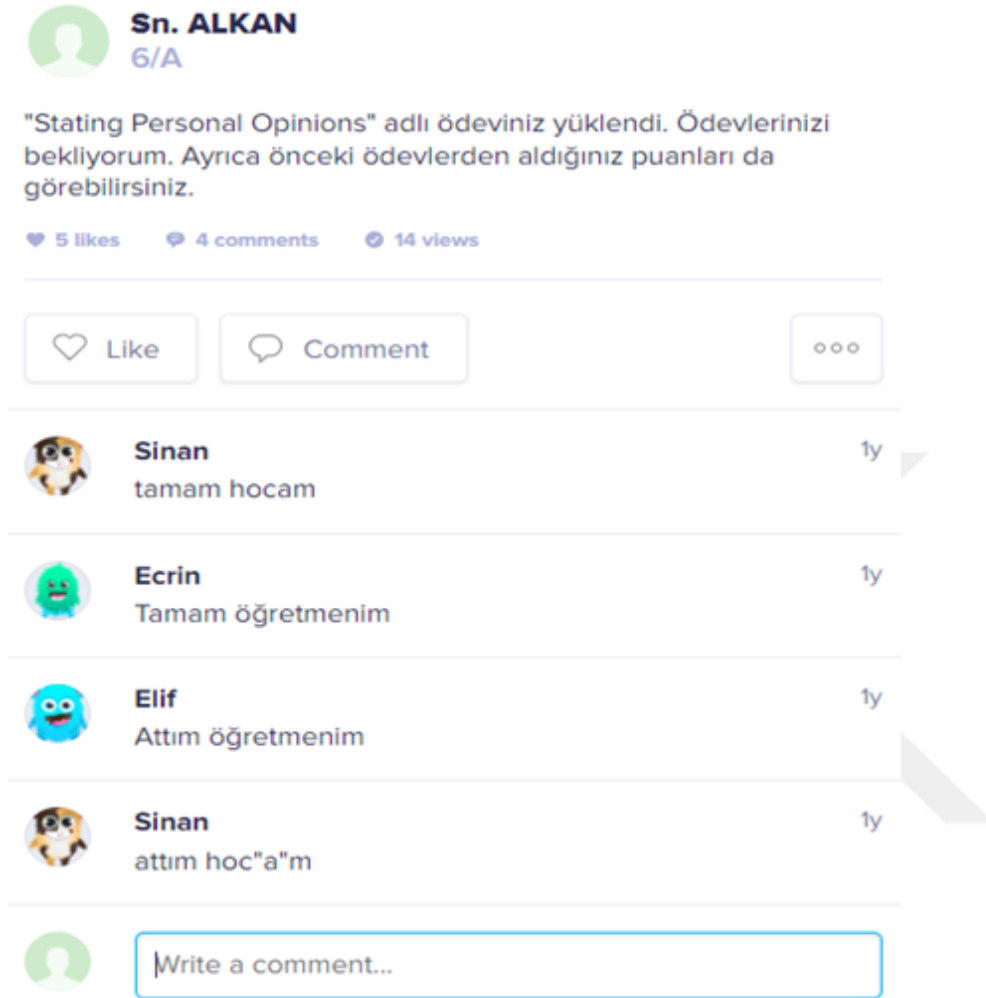 Sn. ALKAN
6/A
"Stating Personal Opinions" adlı ödeviniz yüklendi. Ödevlerinizi
bekliyorum. Ayrıca önceki ödevlerden aldığınız puanları da
görebilirsiniz.
5 likes 4 comments 14 views
Like Comment
Sinan 1y
tamam hocam
Ecrin 1y
Tamam öğretmenim
Elif 1y
Attım öğretmenim
Sinan 1y
attım hoc"a"m
Write a comment...